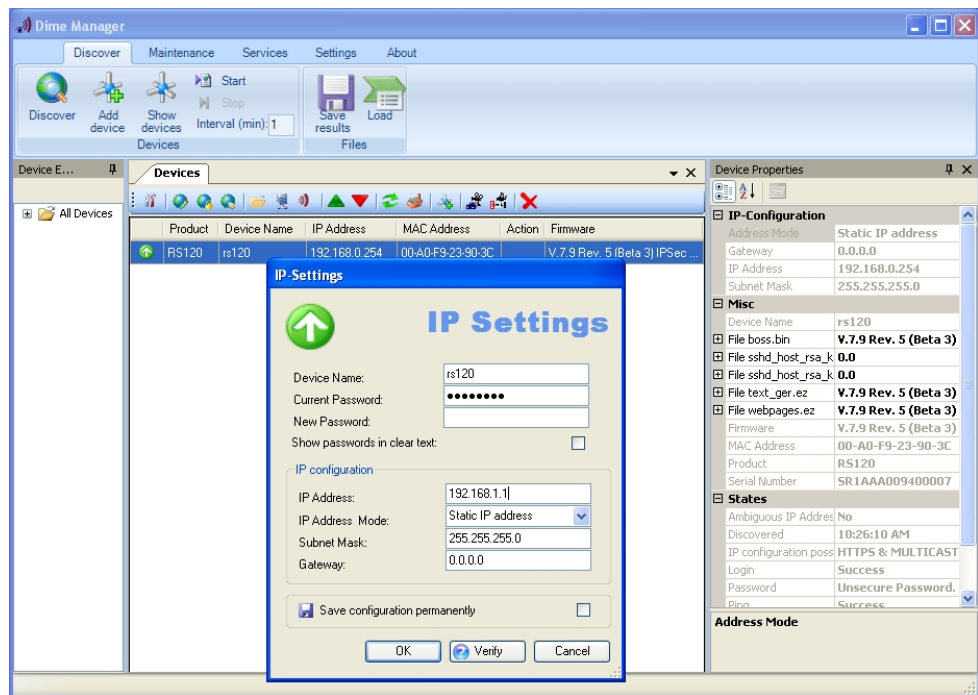 Dime Manager
Discover Maintenance Services Settings About
Discover
Add device
Show devices
Start
Stop
Interval (min): 1
Save results
Load
Devices
Files
Device E...
All Devices
Devices
Product Device Name IP Address MAC Address Action Firmware
RS120 rs120 192.168.0.254 00-A0-F9-23-90-3C V.7.9 Rev. 5 (Beta 3) IPSec ...
IP-Settings
IP Settings
Device Name: rs120
Current Password: ●●●●●●●●
New Password:
Show passwords in clear text:
IP configuration
IP Address: 192.168.1.1
IP Address Mode: Static IP address
Subnet Mask: 255.255.255.0
Gateway: 0.0.0.0
Save configuration permanently
OK Verify Cancel
Device Properties
IP-Configuration
Address Mode Static IP address
Gateway 0.0.0.0
IP Address 192.168.0.254
Subnet Mask 255.255.255.0
Misc
Device Name rs120
File boss.bin V.7.9 Rev. 5 (Beta 3)
File sshd_host_rsa_k 0.0
File sshd_host_rsa_k 0.0
File text_ger.ez V.7.9 Rev. 5 (Beta 3)
File webpages.ez V.7.9 Rev. 5 (Beta 3)
Firmware V.7.9 Rev. 5 (Beta 3)
MAC Address 00-A0-F9-23-90-3C
Product RS120
Serial Number SR1AAA009400007
States
Ambiguous IP Addres No
Discovered 10:26:10 AM
IP configuration poss HTTPS & MULTICAST
Login Success
Password Unsecure Password.
Ping Success
Address Mode